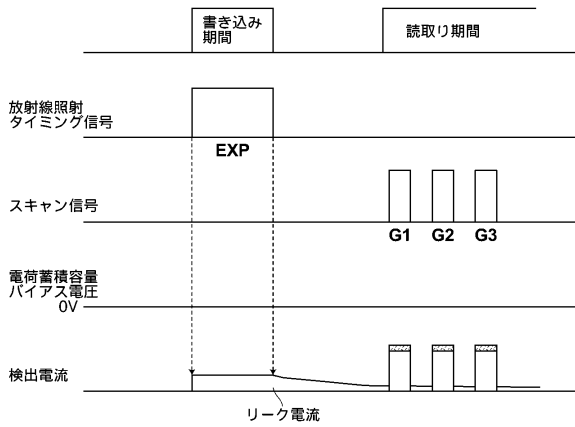 書き込み
期間
読取り期間
放射線照射
タイミング信号
EXP
スキャン信号
G1 G2 G3
電荷蓄積容量
バイアス電圧
0V
検出電流
リーク電流